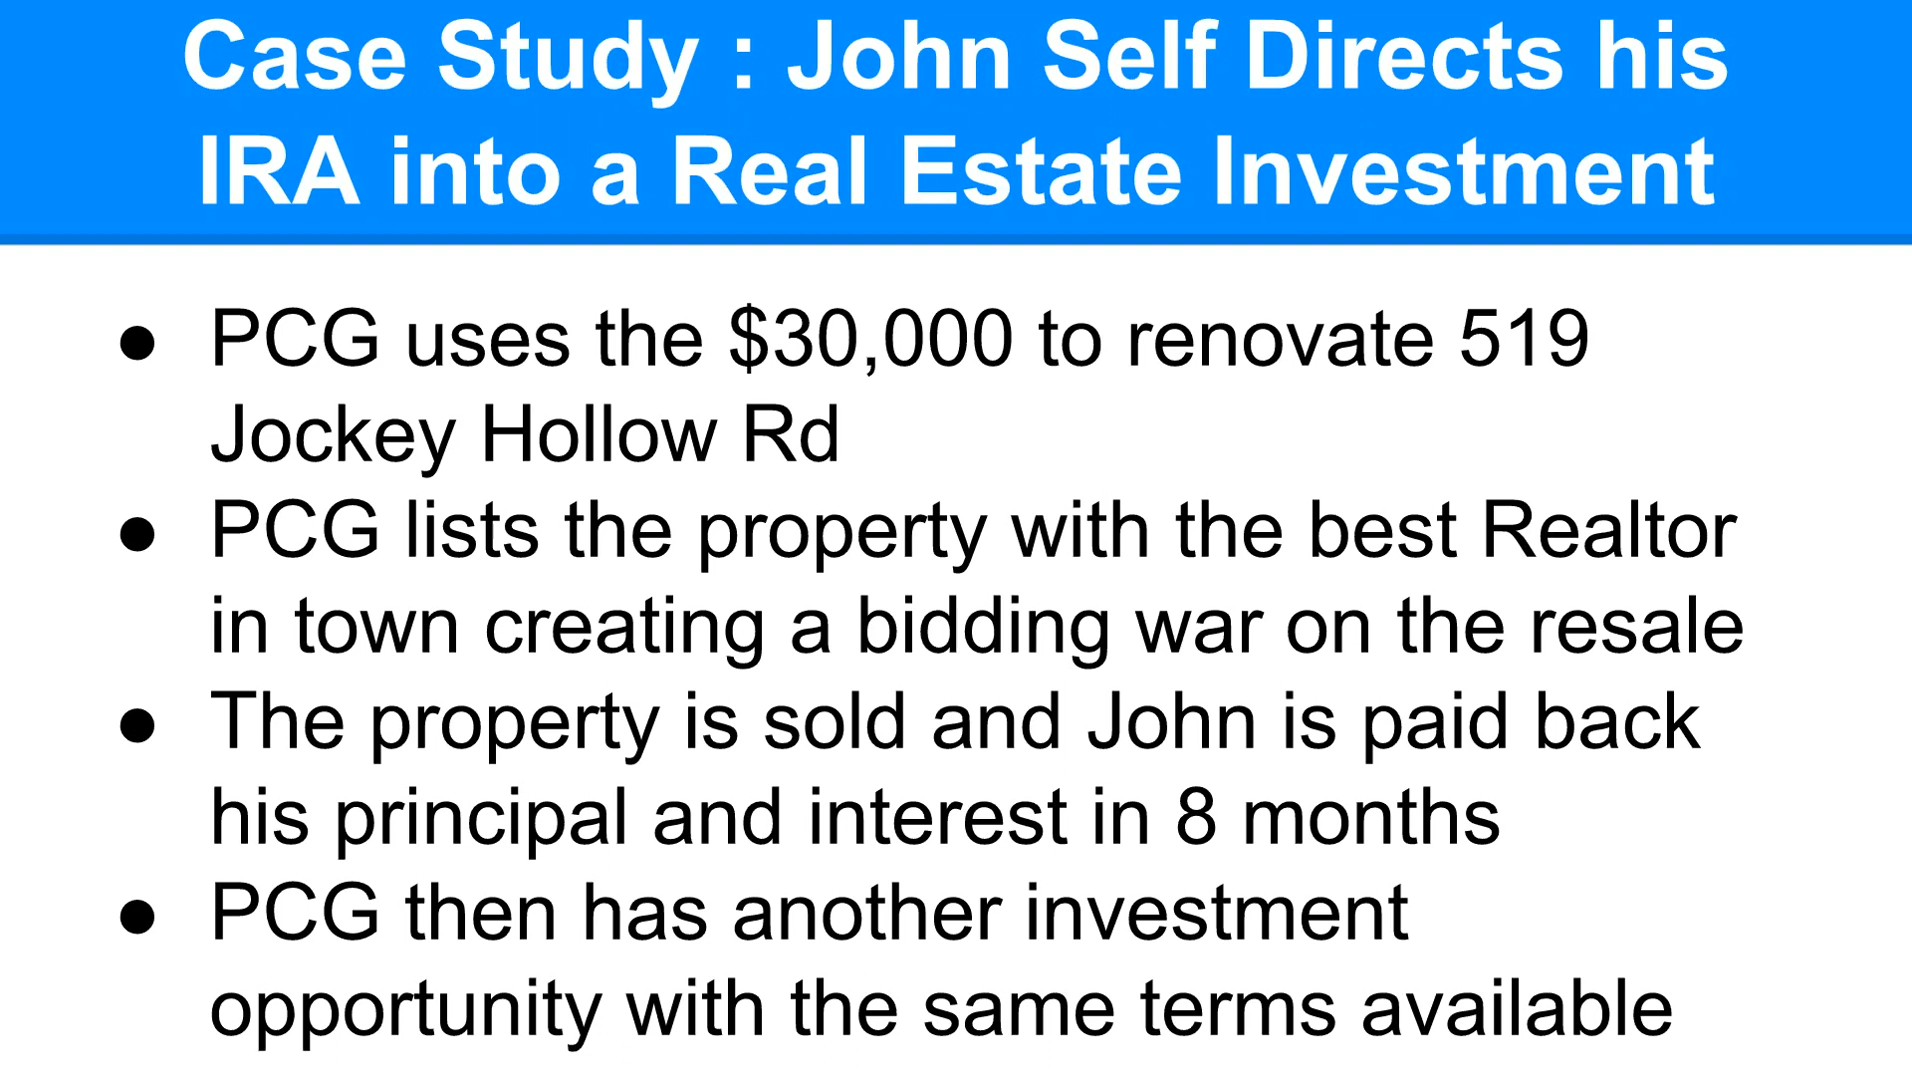 Case Study : John Self Directs his
IRA into a Real Estate Investment
● PCG uses the $30,000 to renovate 519
Jockey Hollow Rd
● PCG lists the property with the best Realtor
in town creating a bidding war on the resale
● The property is sold and John is paid back
his principal and interest in 8 months
● PCG then has another investment
opportunity with the same terms available